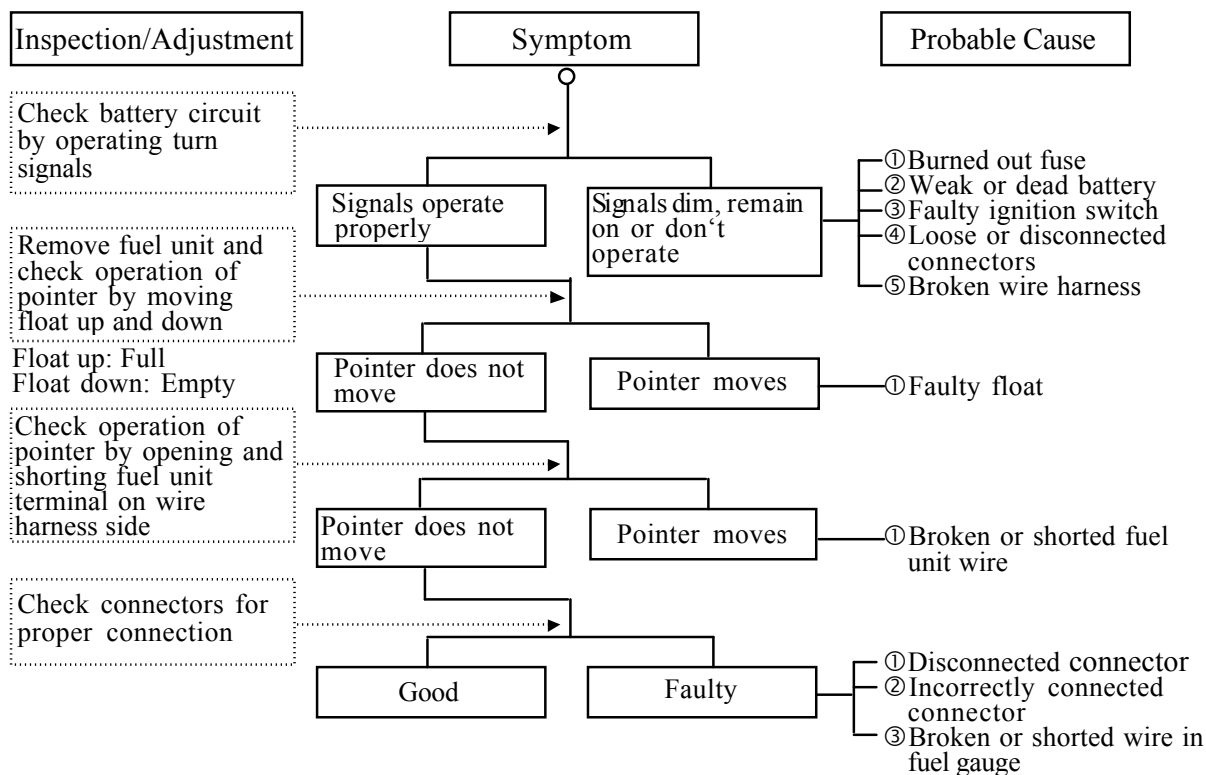 Inspection/Adjustment
Symptom
Probable Cause
Check battery circuit
by operating turn
signals
Signals operate
properly
Signals dim, remain
on or don‘t
operate
①Burned out fuse
②Weak or dead battery
③Faulty ignition switch
④Loose or disconnected
connectors
⑤Broken wire harness
Remove fuel unit and
check operation of
pointer by moving
float up and down
Float up: Full
Float down: Empty
Pointer does not
move
Pointer moves
①Faulty float
Check operation of
pointer by opening and
shorting fuel unit
terminal on wire
harness side
Pointer does not
move
Pointer moves
①Broken or shorted fuel
unit wire
Check connectors for
proper connection
Good
Faulty
①Disconnected connector
②Incorrectly connected
connector
③Broken or shorted wire in
fuel gauge